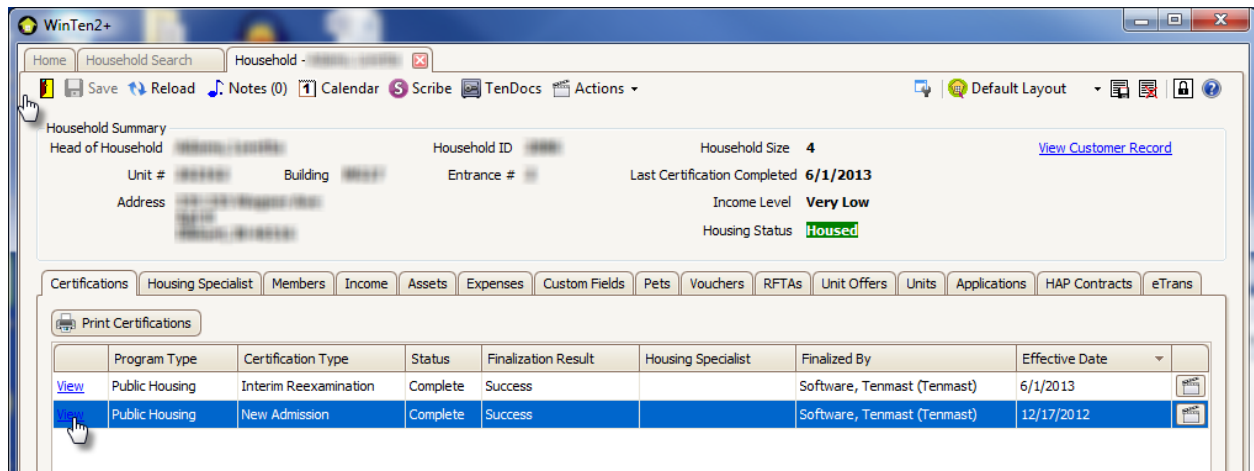 WinTen2+
Home Household Search Household -
Save Reload Notes (0) 1 Calendar S Scribe TenDocs Actions Default Layout ?
Household Summary
Head of Household Household ID Household Size 4 View Customer Record
Unit # Building Entrance # Last Certification Completed 6/1/2013
Address Income Level Very Low
Housing Status Housed
Certifications Housing Specialist Members Income Assets Expenses Custom Fields Pets Vouchers RFTAs Unit Offers Units Applications HAP Contracts eTrans
Print Certifications
Program Type Certification Type Status Finalization Result Housing Specialist Finalized By Effective Date
View Public Housing Interim Reexamination Complete Success Software, Tenmast (Tenmast) 6/1/2013
View Public Housing New Admission Complete Success Software, Tenmast (Tenmast) 12/17/2012